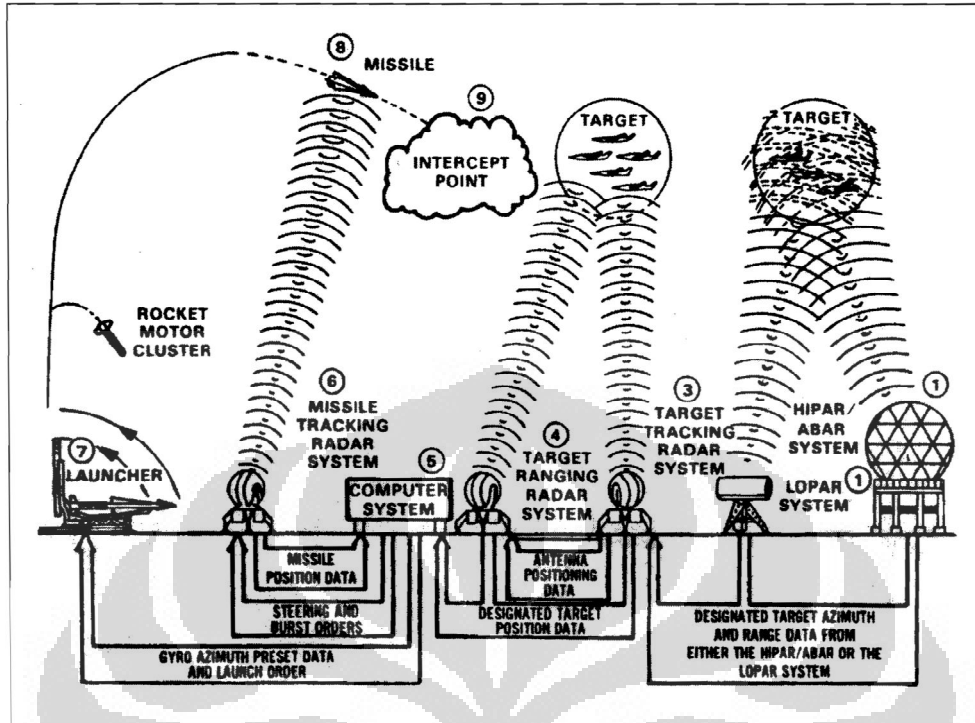 8
MISSILE
9
INTERCEPT
POINT
TARGET
TARGET
ROCKET
MOTOR
CLUSTER
6
MISSILE
TRACKING
RADAR
SYSTEM
7
LAUNCHER
5
COMPUTER
SYSTEM
4
TARGET
RANGING
RADAR
SYSTEM
3
TARGET
TRACKING
RADAR
SYSTEM
HIPAR/
ABAR
SYSTEM
1
LOPAR
SYSTEM
1
MISSILE
POSITION DATA
STEERING AND
BURST ORDERS
GYRO AZIMUTH PRESET DATA
AND LAUNCH ORDER
ANTENNA
POSITIONING
DATA
DESIGNATED TARGET
POSITION DATA
DESIGNATED TARGET AZIMUTH
AND RANGE DATA FROM
EITHER THE HIPAR/ABAR OR THE
LOPAR SYSTEM